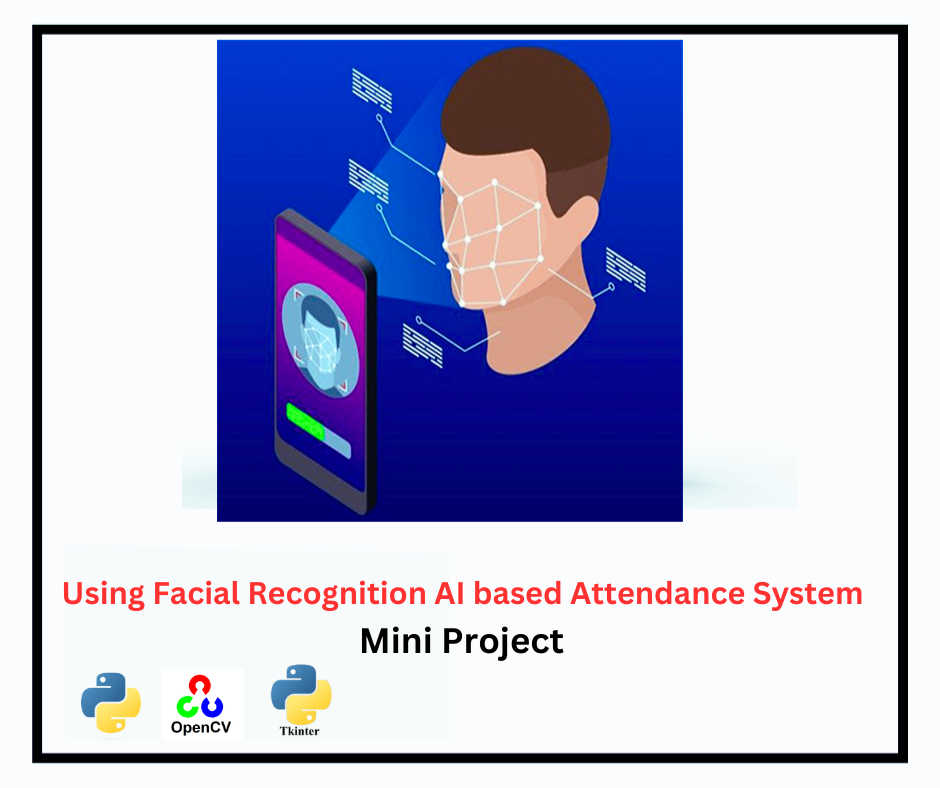 Using Facial Recognition AI based Attendance System
Mini Project
OpenCV
Tkinter